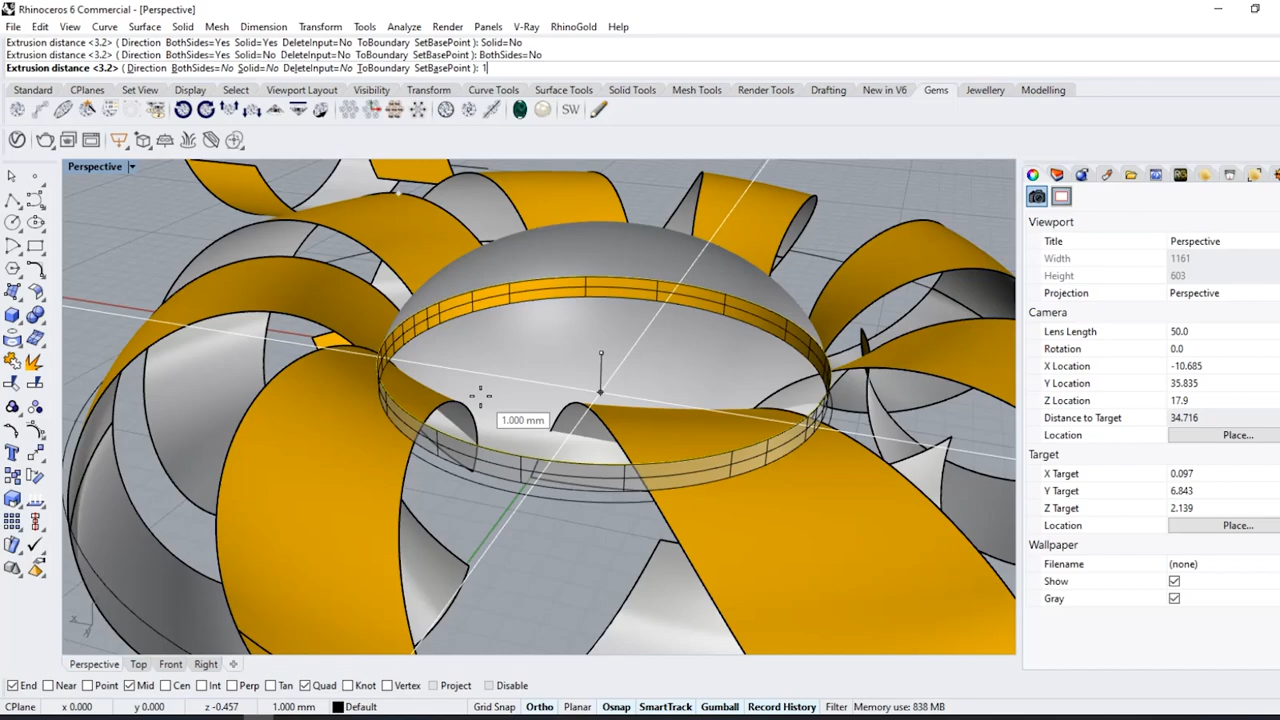 Rhinoceros 6 Commercial - [Perspective]
File Edit View Curve Surface Solid Mesh Dimension Transform Tools Analyze Render Panels V-Ray RhinoGold Help
Extrusion distance <3.2> ( Direction BothSides=Yes Solid=Yes DeleteInput=No ToBoundary SetBasePoint ): Solid=No
Extrusion distance <3.2> ( Direction BothSides=Yes Solid=No DeleteInput=No ToBoundary SetBasePoint ): BothSides=No
Extrusion distance <3.2> ( Direction BothSides=No Solid=No DeleteInput=No ToBoundary SetBasePoint ): 1
Standard CPlanes Set View Display Select Viewport Layout Visibility Transform Curve Tools Surface Tools Solid Tools Mesh Tools Render Tools Drafting New in V6 Gems Jewellery Modelling
SW
Perspective
1.000 mm
Viewport
Title Perspective
Width 1161
Height 603
Projection Perspective
Camera
Lens Length 50.0
Rotation 0.0
X Location -10.685
Y Location 35.835
Z Location 17.9
Distance to Target 34.716
Location Place...
Target
X Target 0.097
Y Target 6.843
Z Target 2.139
Location Place...
Wallpaper
Filename (none)
Show
Gray
Perspective Top Front Right
End Near Point Mid Cen Int Perp Tan Quad Knot Vertex Project Disable
CPlane x 0.000 y 0.000 z -0.457 1.000 mm Default Grid Snap Ortho Planar Osnap SmartTrack Gumball Record History Filter Memory use: 838 MB